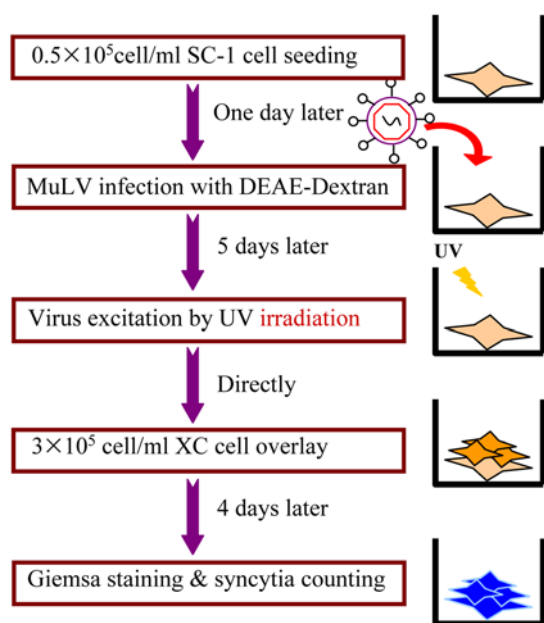 0.5×10⁵cell/ml SC-1 cell seeding
One day later
MuLV infection with DEAE-Dextran
5 days later
UV
Virus excitation by UV irradiation
Directly
3×10⁵ cell/ml XC cell overlay
4 days later
Giemsa staining & syncytia counting